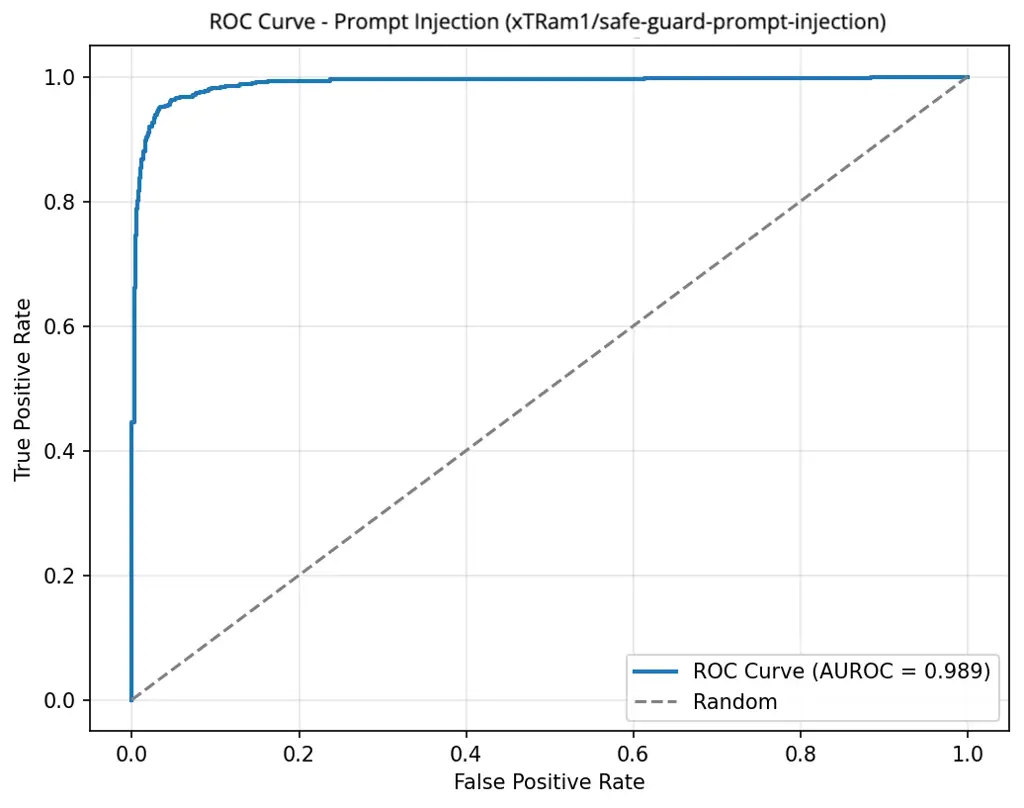 ROC Curve - Prompt Injection (xTRam1/safe-guard-prompt-injection)
True Positive Rate
1.0
0.8
0.6
0.4
0.2
0.0
ROC Curve (AUROC = 0.989)
Random
0.0 0.2 0.4 0.6 0.8 1.0
False Positive Rate